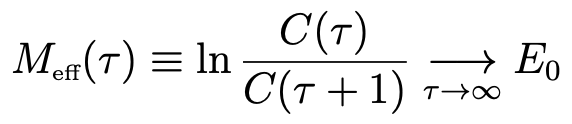 M_eff(τ) ≡ ln C(τ) / C(τ + 1) ⟶_{τ→∞} E_0